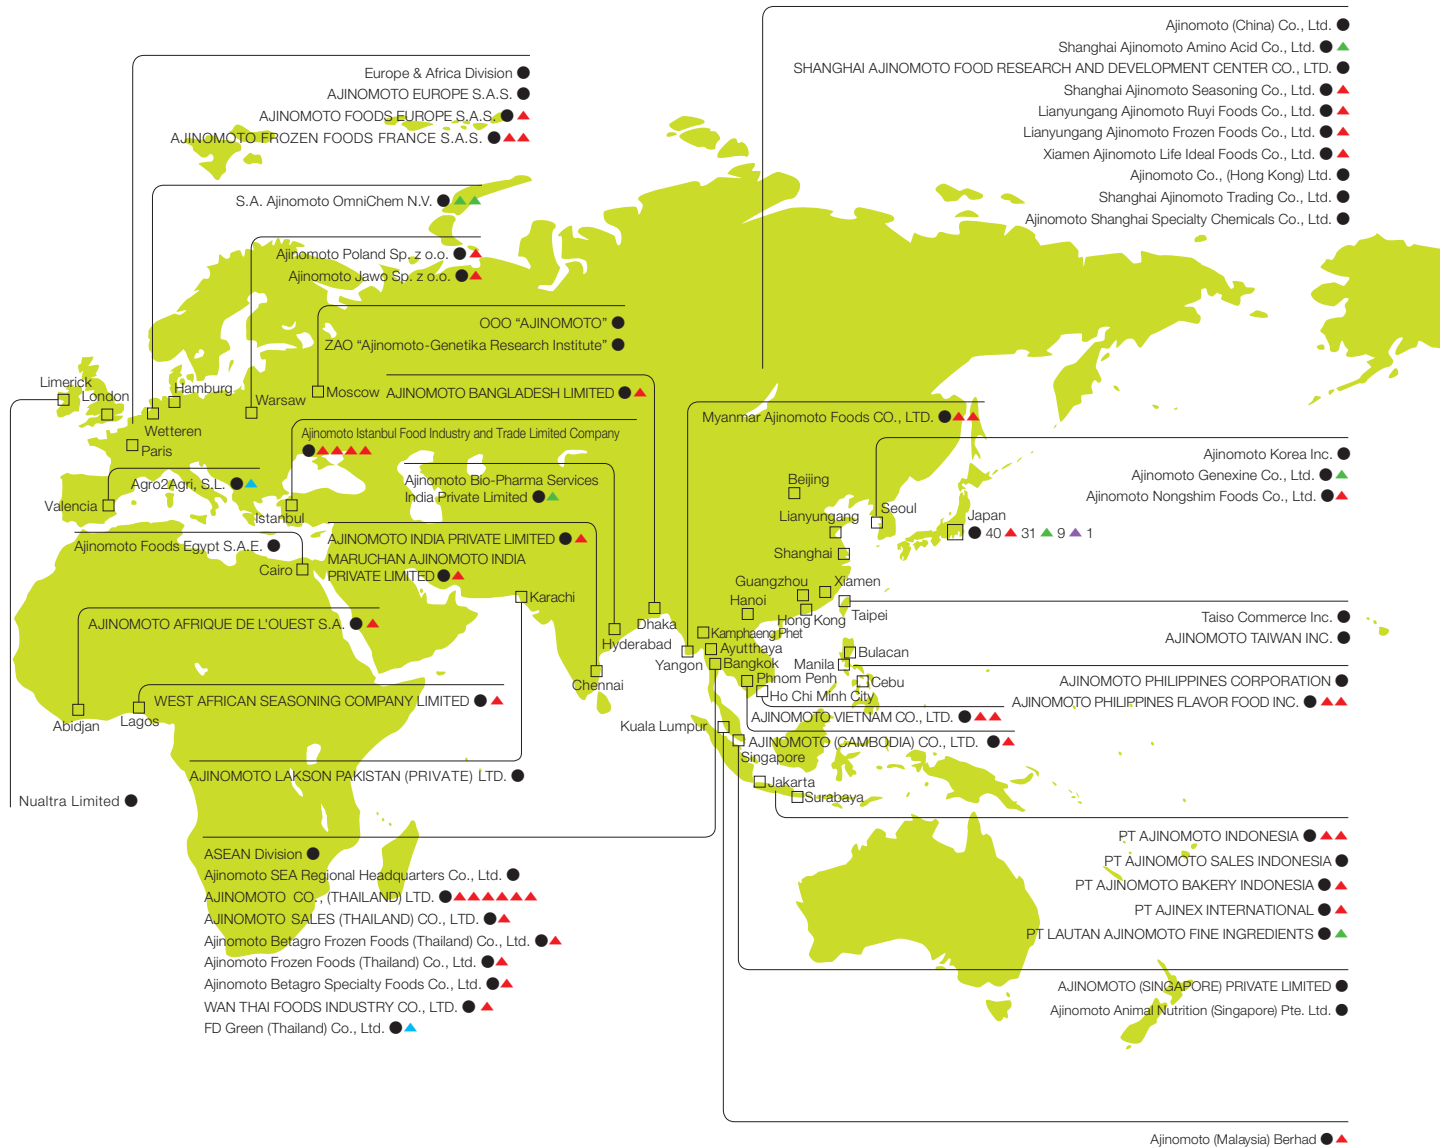 Ajinomoto (China) Co., Ltd.
Shanghai Ajinomoto Amino Acid Co., Ltd.
SHANGHAI AJINOMOTO FOOD RESEARCH AND DEVELOPMENT CENTER CO., LTD.
Shanghai Ajinomoto Seasoning Co., Ltd.
Lianyungang Ajinomoto Ruyi Foods Co., Ltd.
Lianyungang Ajinomoto Frozen Foods Co., Ltd.
Xiamen Ajinomoto Life Ideal Foods Co., Ltd.
Ajinomoto Co., (Hong Kong) Ltd.
Shanghai Ajinomoto Trading Co., Ltd.
Ajinomoto Shanghai Specialty Chemicals Co., Ltd.
Europe & Africa Division
AJINOMOTO EUROPE S.A.S.
AJINOMOTO FOODS EUROPE S.A.S.
AJINOMOTO FROZEN FOODS FRANCE S.A.S.
S.A. Ajinomoto OmniChem N.V.
Ajinomoto Poland Sp. z o.o.
Ajinomoto Jawo Sp. z o.o.
OOO “AJINOMOTO”
ZAO “Ajinomoto-Genetika Research Institute”
Limerick
London
Hamburg
Warsaw
Moscow
AJINOMOTO BANGLADESH LIMITED
Wetteren
Paris
Ajinomoto Istanbul Food Industry and Trade Limited Company
Myanmar Ajinomoto Foods CO., LTD.
Ajinomoto Korea Inc.
Ajinomoto Genexine Co., Ltd.
Ajinomoto Nongshim Foods Co., Ltd.
Agro2Agri, S.L.
Valencia
Istanbul
Ajinomoto Bio-Pharma Services
India Private Limited
Beijing
Lianyungang
Seoul
Japan
40 31 9 1
Shanghai
Ajinomoto Foods Egypt S.A.E.
Cairo
AJINOMOTO INDIA PRIVATE LIMITED
MARUCHAN AJINOMOTO INDIA
PRIVATE LIMITED
Karachi
Guangzhou
Xiamen
Hanoi
Hong Kong
Taipei
Taiso Commerce Inc.
AJINOMOTO TAIWAN INC.
AJINOMOTO AFRIQUE DE L’OUEST S.A.
Dhaka
Hyderabad
Kamphaeng Phet
Ayutthaya
Yangon
Bangkok
Bulacan
Manila
Chennai
Phnom Penh
Cebu
Ho Chi Minh City
AJINOMOTO PHILIPPINES CORPORATION
AJINOMOTO PHILIPPINES FLAVOR FOOD INC.
WEST AFRICAN SEASONING COMPANY LIMITED
Abidjan
Lagos
Kuala Lumpur
AJINOMOTO VIETNAM CO., LTD.
AJINOMOTO (CAMBODIA) CO., LTD.
Singapore
AJINOMOTO LAKSON PAKISTAN (PRIVATE) LTD.
Jakarta
Surabaya
Nualtra Limited
ASEAN Division
Ajinomoto SEA Regional Headquarters Co., Ltd.
AJINOMOTO CO., (THAILAND) LTD.
AJINOMOTO SALES (THAILAND) CO., LTD.
Ajinomoto Betagro Frozen Foods (Thailand) Co., Ltd.
Ajinomoto Frozen Foods (Thailand) Co., Ltd.
Ajinomoto Betagro Specialty Foods Co., Ltd.
WAN THAI FOODS INDUSTRY CO., LTD.
FD Green (Thailand) Co., Ltd.
PT AJINOMOTO INDONESIA
PT AJINOMOTO SALES INDONESIA
PT AJINOMOTO BAKERY INDONESIA
PT AJINEX INTERNATIONAL
PT LAUTAN AJINOMOTO FINE INGREDIENTS
AJINOMOTO (SINGAPORE) PRIVATE LIMITED
Ajinomoto Animal Nutrition (Singapore) Pte. Ltd.
Ajinomoto (Malaysia) Berhad